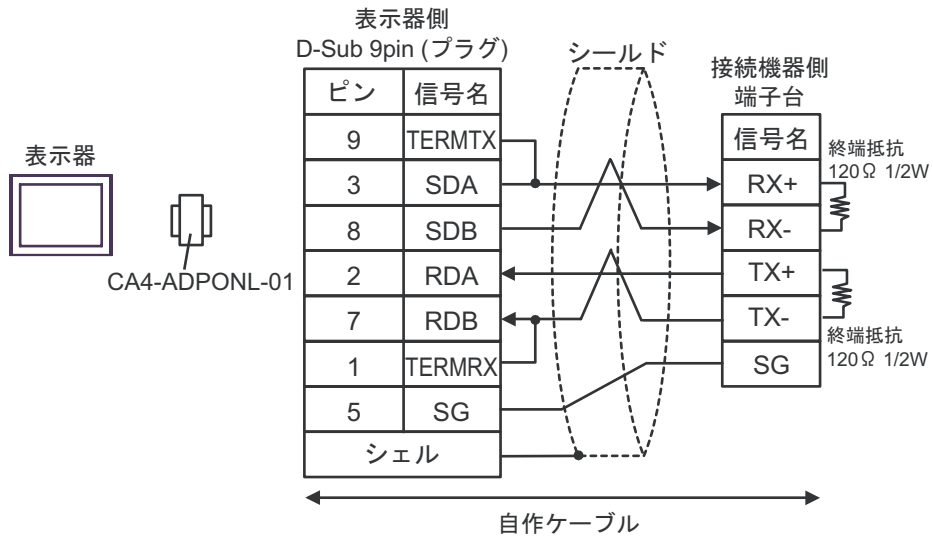 表示器側
D-Sub 9pin (プラグ)
シールド
接続機器側
端子台
表示器
CA4-ADPONL-01
ピン 信号名
9 TERMTX
3 SDA
8 SDB
2 RDA
7 RDB
1 TERMRX
5 SG
シェル
信号名
RX+
RX-
TX+
TX-
SG
終端抵抗
120Ω 1/2W
終端抵抗
120Ω 1/2W
自作ケーブル